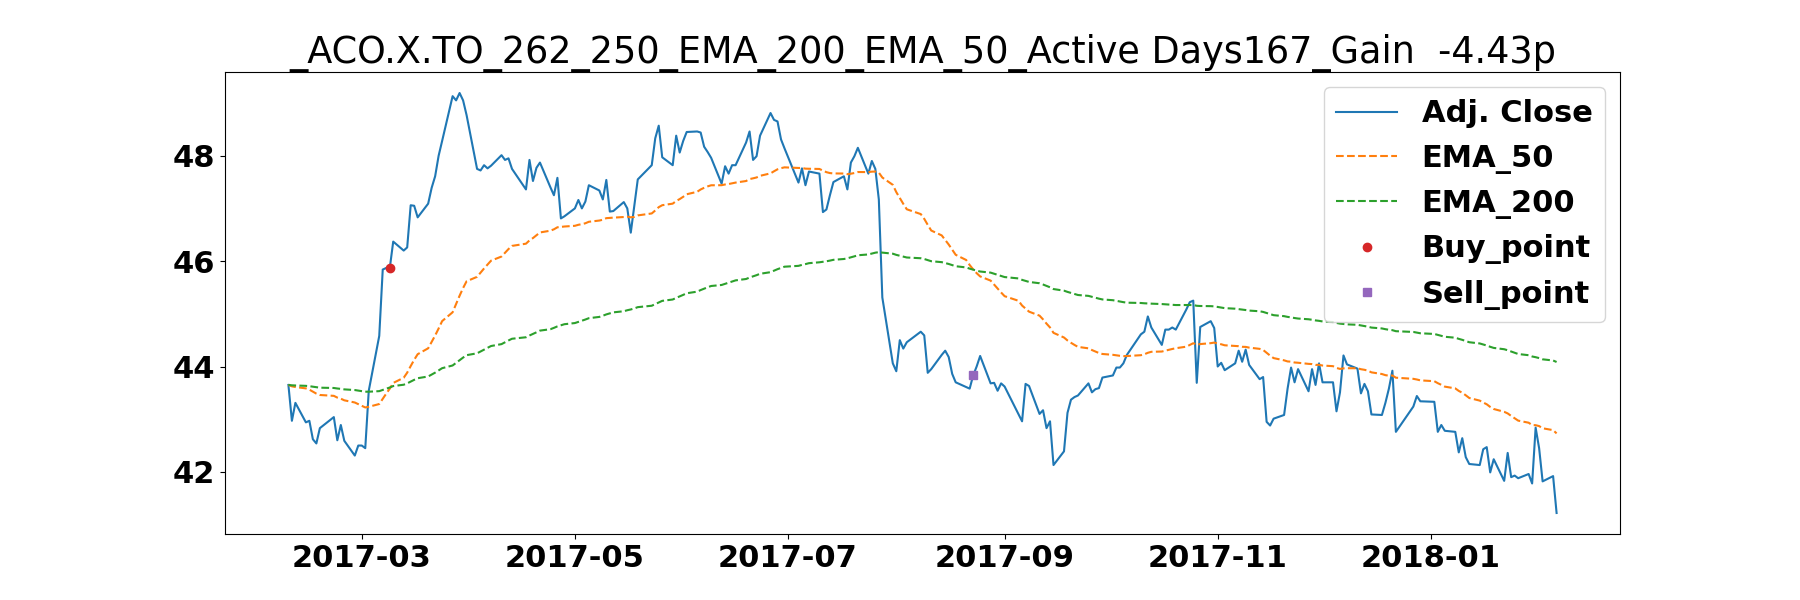 _ACO.X.TO_262_250_EMA_200_EMA_50_Active Days167_Gain  -4.43p
Adj. Close
EMA_50
EMA_200
Buy_point
Sell_point
48
46
44
42
2017-03 2017-05 2017-07 2017-09 2017-11 2018-01